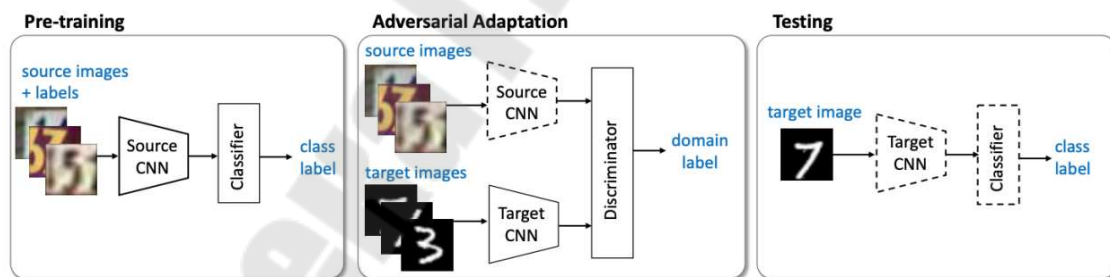 Pre-training
source images
+ labels
Source
CNN
Classifier
class
label
Adversarial Adaptation
source images
Source
CNN
target images
Target
CNN
Discriminator
domain
label
Testing
target image
7
Target
CNN
Classifier
class
label